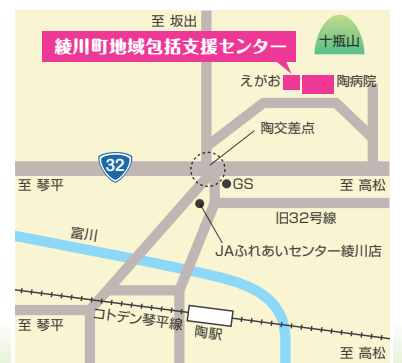 至 坂出
綾川町地域包括支援センター
十瓶山
えがお
陶病院
陶交差点
32
至 琴平
GS
至 高松
旧32号線
富川
JAふれあいセンター綾川店
コトデン琴平線
至 琴平
陶駅
至 高松